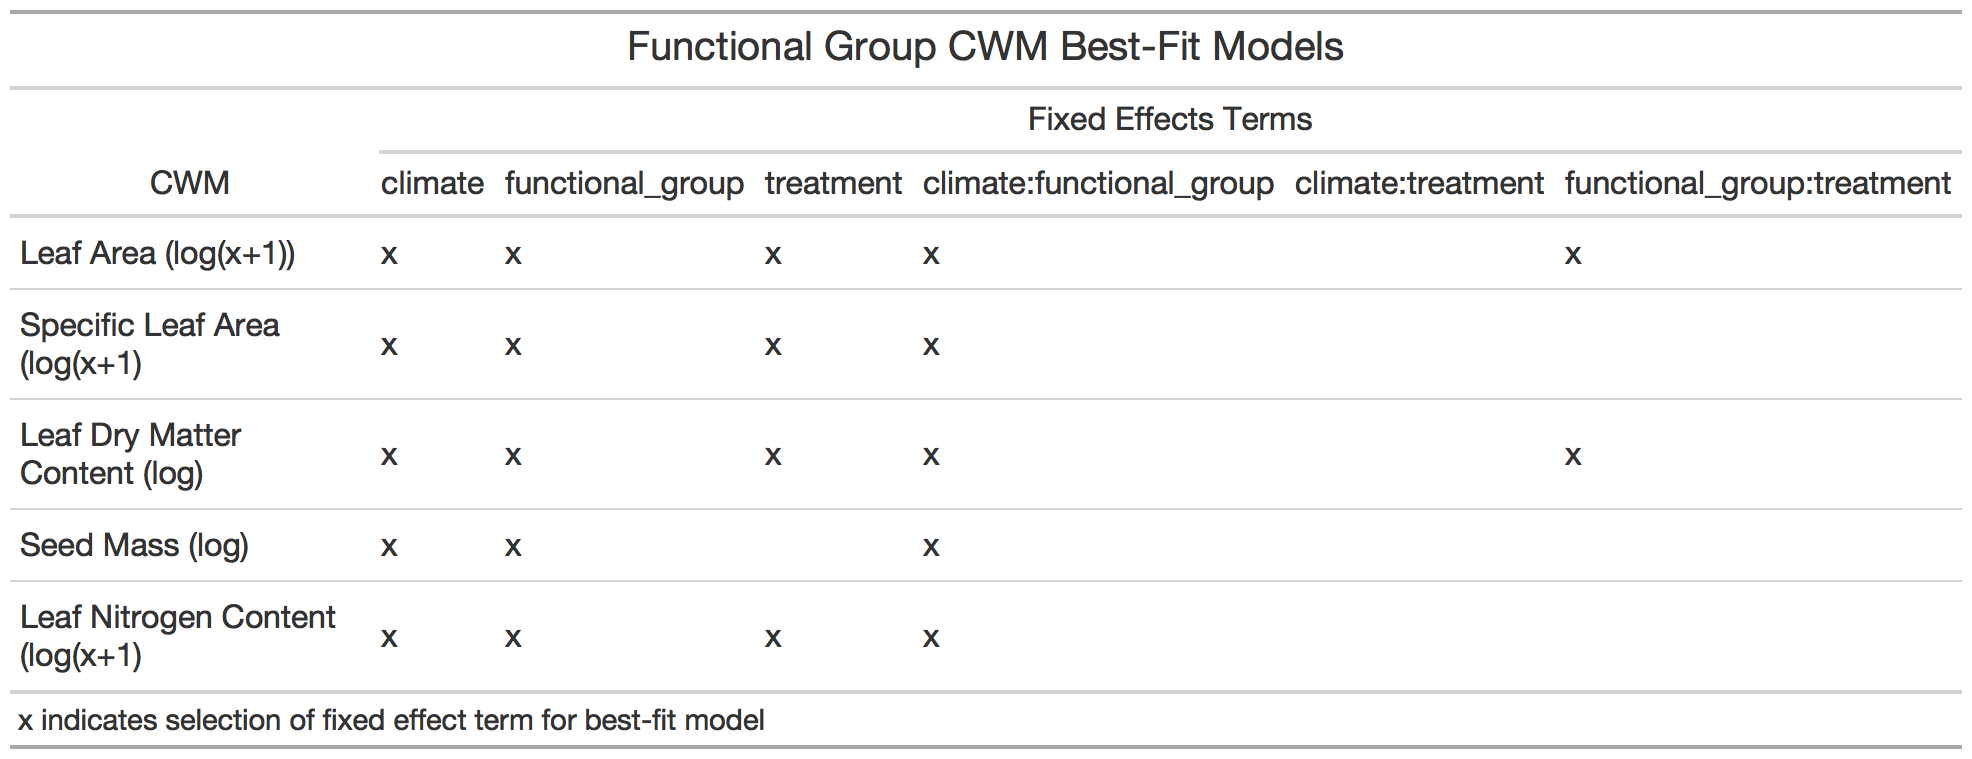 Functional Group CWM Best-Fit Models
Fixed Effects Terms
CWM climate functional_group treatment climate:functional_group climate:treatment functional_group:treatment
Leaf Area (log(x+1)) x x x x x
Specific Leaf Area
(log(x+1) x x x x
Leaf Dry Matter
Content (log) x x x x x
Seed Mass (log) x x x
Leaf Nitrogen Content
(log(x+1) x x x x
x indicates selection of fixed effect term for best-fit model